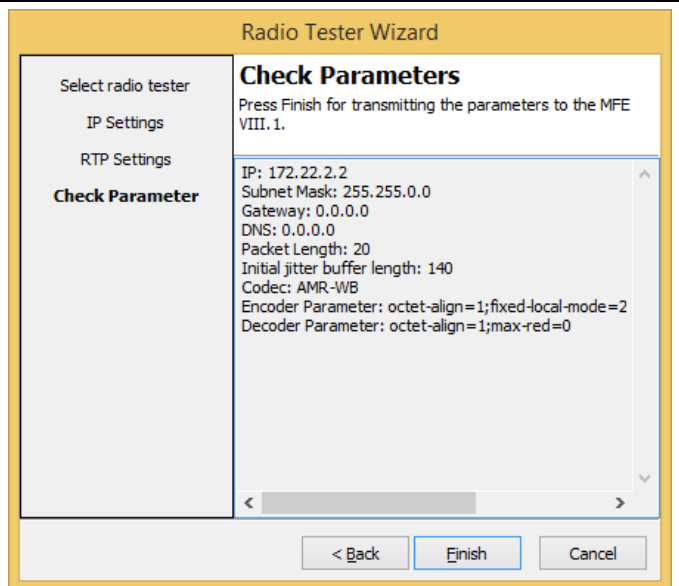 Radio Tester Wizard
Select radio tester
IP Settings
RTP Settings
Check Parameter
Check Parameters
Press Finish for transmitting the parameters to the MFE
VIII.1.
IP: 172.22.2.2
Subnet Mask: 255.255.0.0
Gateway: 0.0.0.0
DNS: 0.0.0.0
Packet Length: 20
Initial jitter buffer length: 140
Codec: AMR-WB
Encoder Parameter: octet-align=1;fixed-local-mode=2
Decoder Parameter: octet-align=1;max-red=0
< Back
Finish
Cancel